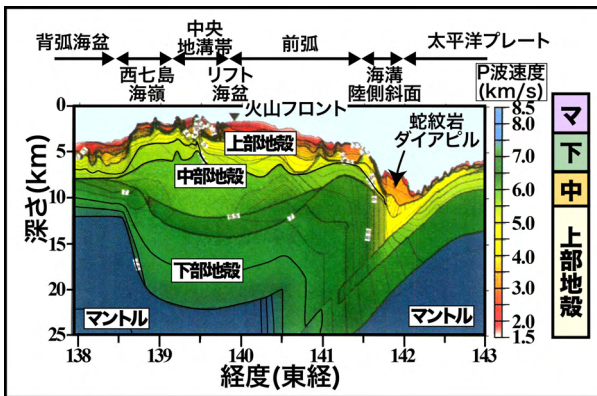 背弧海盆
中央
地溝帯
前弧
太平洋プレート
西七島
海嶺
リフト
海盆
海溝
陸側斜面
P波速度
(km/s)
火山フロント
蛇紋岩
ダイアピル
上部地殻
中部地殻
下部地殻
マントル
マントル
深さ(km)
0
5
10
15
20
25
138
139
140
141
142
143
経度(東経)
8.5
8.0
7.0
6.0
5.0
4.0
3.0
2.0
1.5
マ
下
中
上部地殻